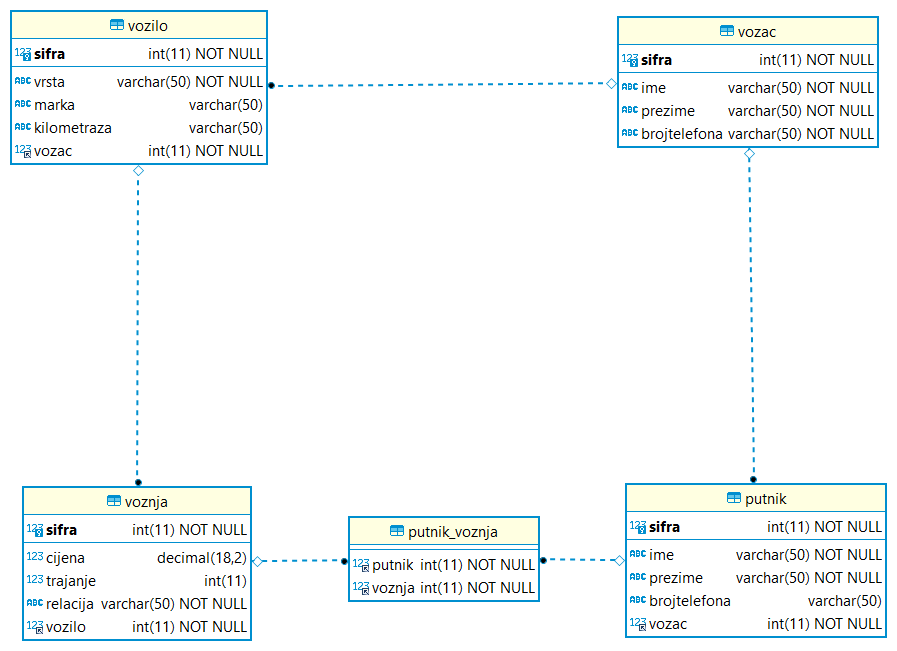 vozilo
sifra int(11) NOT NULL
vrsta varchar(50) NOT NULL
marka varchar(50)
kilometraza varchar(50)
vozac int(11) NOT NULL
vozac
sifra int(11) NOT NULL
ime varchar(50) NOT NULL
prezime varchar(50) NOT NULL
brojtelefona varchar(50) NOT NULL
voznja
sifra int(11) NOT NULL
cijena decimal(18,2)
trajanje int(11)
relacija varchar(50) NOT NULL
vozilo int(11) NOT NULL
putnik_voznja
putnik int(11) NOT NULL
voznja int(11) NOT NULL
putnik
sifra int(11) NOT NULL
ime varchar(50) NOT NULL
prezime varchar(50) NOT NULL
brojtelefona varchar(50)
vozac int(11) NOT NULL